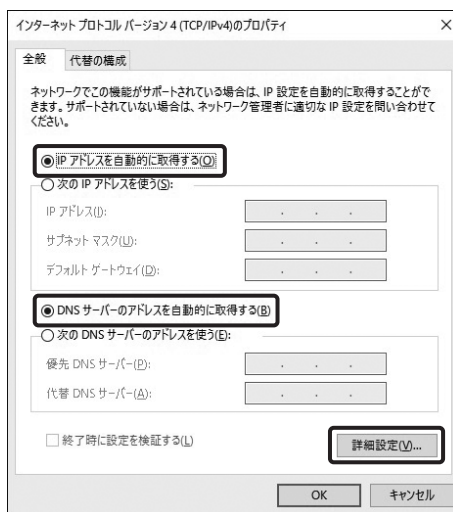 インターネット プロトコル バージョン 4 (TCP/IPv4)のプロパティ
×
全般 代替の構成
ネットワークでこの機能がサポートされている場合は、IP 設定を自動的に取得することがで
きます。サポートされていない場合は、ネットワーク管理者に適切な IP 設定を問い合わせて
ください。
IP アドレスを自動的に取得する(O)
次の IP アドレスを使う(S):
IP アドレス(I):
サブネット マスク(U):
デフォルト ゲートウェイ(D):
DNS サーバーのアドレスを自動的に取得する(B)
次の DNS サーバーのアドレスを使う(E):
優先 DNS サーバー(P):
代替 DNS サーバー(A):
終了時に設定を検証する(L)
詳細設定(V)...
OK キャンセル